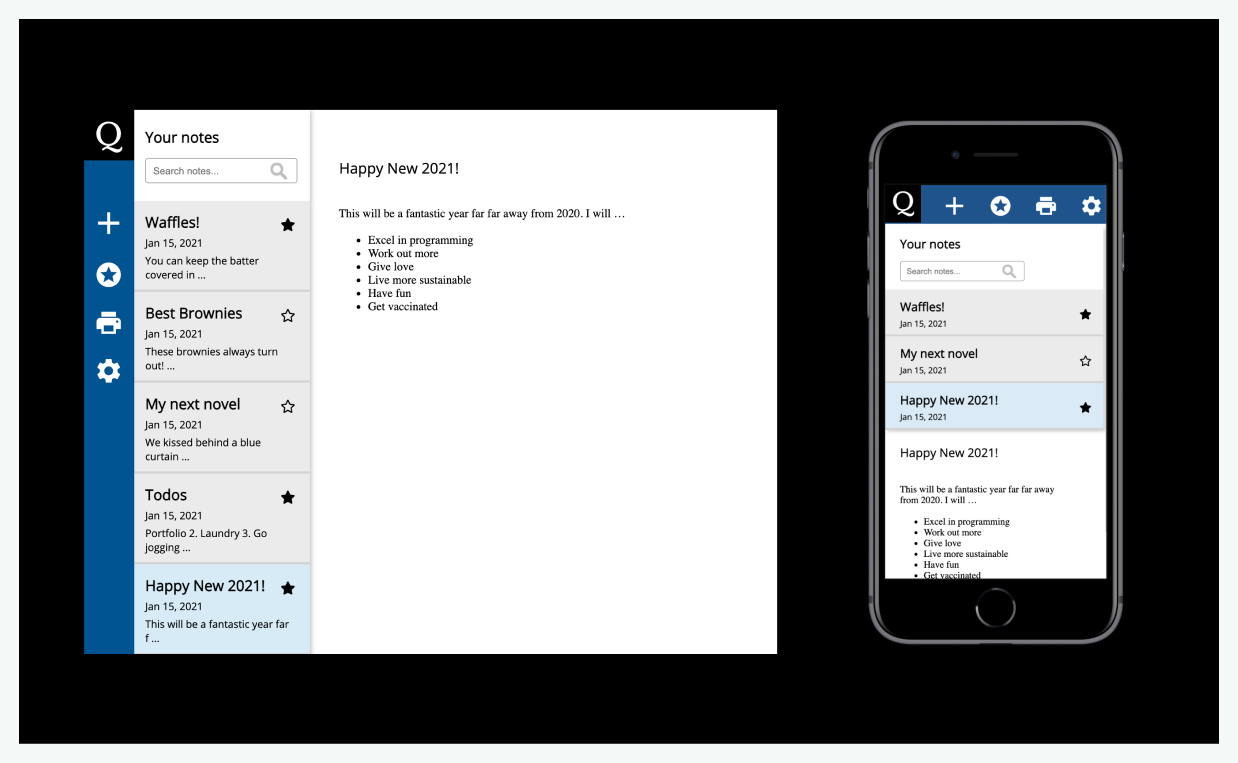 Q
Your notes
Search notes...
Waffles!
Jan 15, 2021
You can keep the batter
covered in ...
Best Brownies
Jan 15, 2021
These brownies always turn
out! ...
My next novel
Jan 15, 2021
We kissed behind a blue
curtain ...
Todos
Jan 15, 2021
Portfolio 2. Laundry 3. Go
jogging ...
Happy New 2021!
Jan 15, 2021
This will be a fantastic year far
f ...
Happy New 2021!
This will be a fantastic year far far away from 2020. I will …
• Excel in programming
• Work out more
• Give love
• Live more sustainable
• Have fun
• Get vaccinated
Q
Your notes
Search notes...
Waffles!
Jan 15, 2021
My next novel
Jan 15, 2021
Happy New 2021!
Jan 15, 2021
Happy New 2021!
This will be a fantastic year far far away
from 2020. I will …
• Excel in programming
• Work out more
• Give love
• Live more sustainable
• Have fun
• Get vaccinated